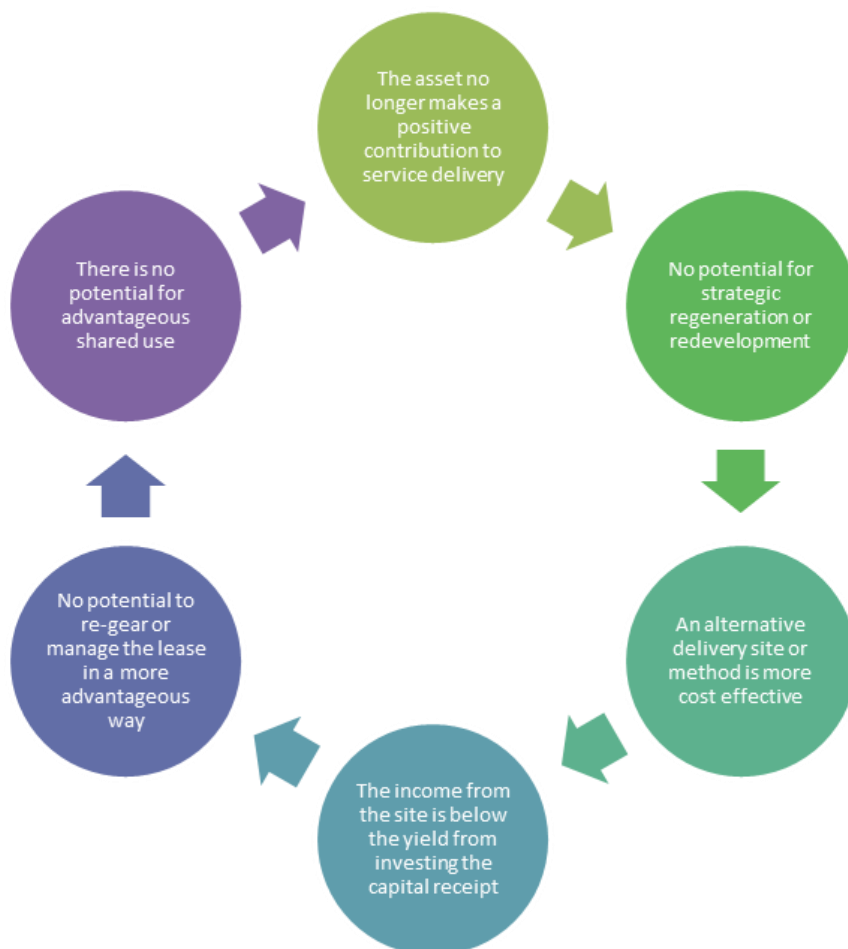 The asset no
longer makes a
positive
contribution to
service delivery
No potential for
strategic
regeneration or
redevelopment
An alternative
delivery site or
method is more
cost effective
The income from
the site is below
the yield from
investing the
capital receipt
No potential to
re-gear or
manage the lease
in a more
advantageous
way
There is no
potential for
advantageous
shared use